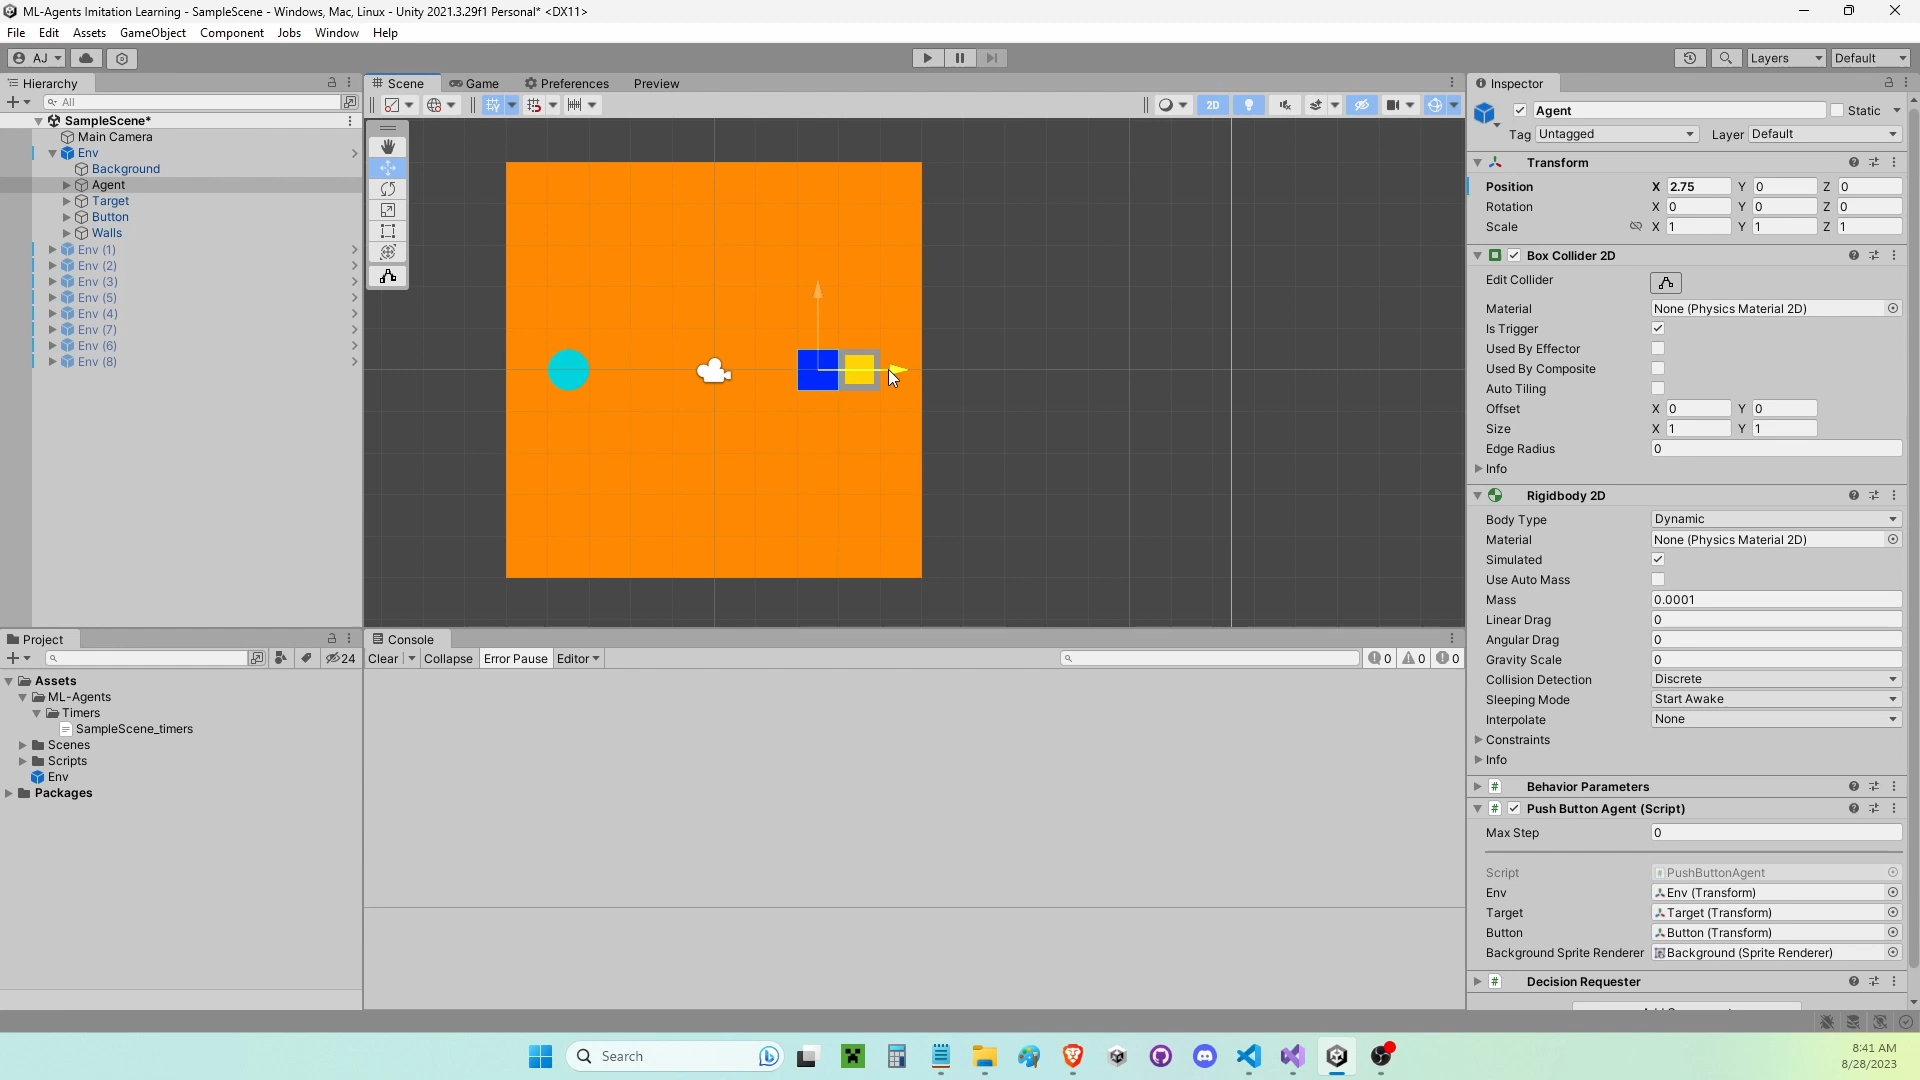 ML-Agents Imitation Learning - SampleScene - Windows, Mac, Linux - Unity 2021.3.29f1 Personal* <DX11>
File Edit Assets GameObject Component Jobs Window Help
AJ Layers Default
Hierarchy Scene Game Preferences Preview Inspector
All 2D
Agent Static
Tag Untagged Layer Default
SampleScene*
Main Camera
Env
Background
Agent
Target
Button
Walls
Env (1)
Env (2)
Env (3)
Env (5)
Env (4)
Env (7)
Env (6)
Env (8)
Transform
Position X 2.75 Y 0 Z 0
Rotation X 0 Y 0 Z 0
Scale X 1 Y 1 Z 1
Box Collider 2D
Edit Collider
Material None (Physics Material 2D)
Is Trigger
Used By Effector
Used By Composite
Auto Tiling
Offset X 0 Y 0
Size X 1 Y 1
Edge Radius 0
Info
Rigidbody 2D
Body Type Dynamic
Material None (Physics Material 2D)
Simulated
Use Auto Mass
Mass 0.0001
Linear Drag 0
Angular Drag 0
Gravity Scale 0
Collision Detection Discrete
Sleeping Mode Start Awake
Interpolate None
Constraints
Info
Behavior Parameters
Push Button Agent (Script)
Max Step 0
Script PushButtonAgent
Env Env (Transform)
Target Target (Transform)
Button Button (Transform)
Background Sprite Renderer Background (Sprite Renderer)
Decision Requester
Project Console
24 Clear Collapse Error Pause Editor 0 0 0
Assets
ML-Agents
Timers
SampleScene_timers
Scenes
Scripts
Env
Packages
Search
8:41 AM
8/28/2023